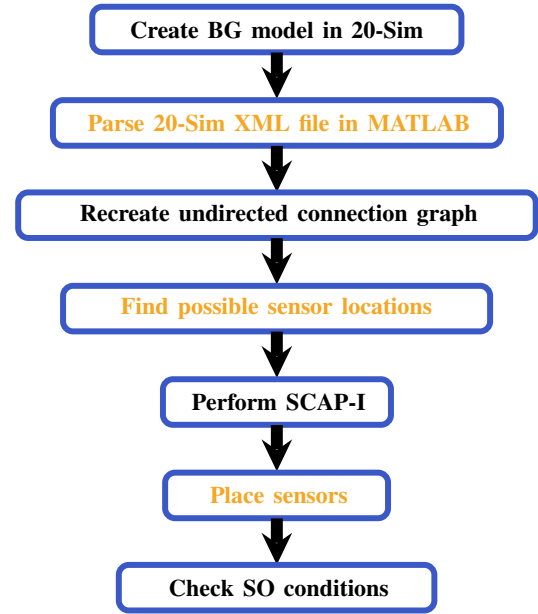 Create BG model in 20-Sim
Parse 20-Sim XML file in MATLAB
Recreate undirected connection graph
Find possible sensor locations
Perform SCAP-I
Place sensors
Check SO conditions